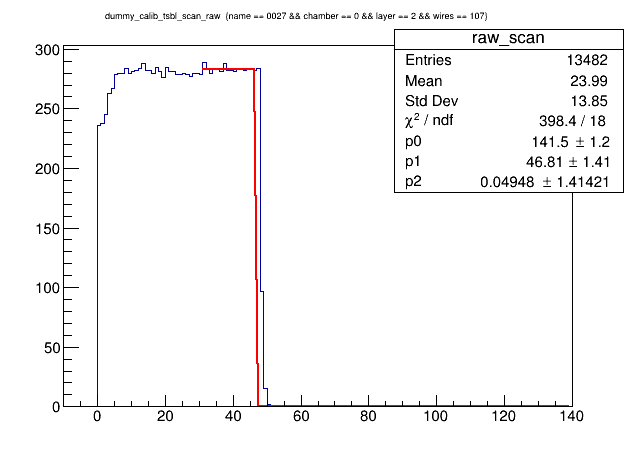 dummy_calib_tsbl_scan_raw (name == 0027 && chamber == 0 && layer == 2 && wires == 107)
raw_scan
Entries 13482
Mean 23.99
Std Dev 13.85
χ² / ndf 398.4 / 18
p0 141.5 ± 1.2
p1 46.81 ± 1.41
p2 0.04948 ± 1.41421
300
250
200
150
100
50
0
0 20 40 60 80 100 120 140